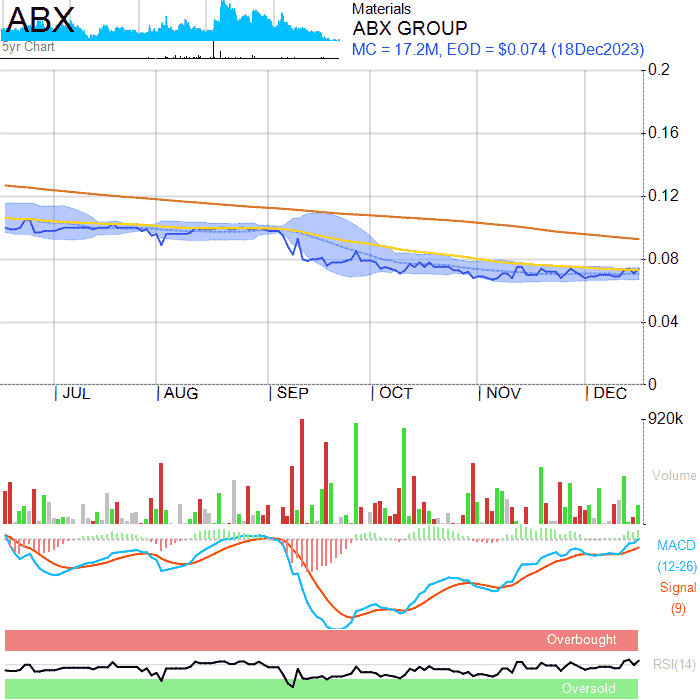 ABX
5yr Chart
Materials
ABX GROUP
MC = 17.2M, EOD = $0.074 (18Dec2023)
0.2
0.16
0.12
0.08
0.04
0
JUL
AUG
SEP
OCT
NOV
DEC
920k
Volume
MACD
(12-26)
Signal
(9)
Overbought
RSI(14)
Oversold